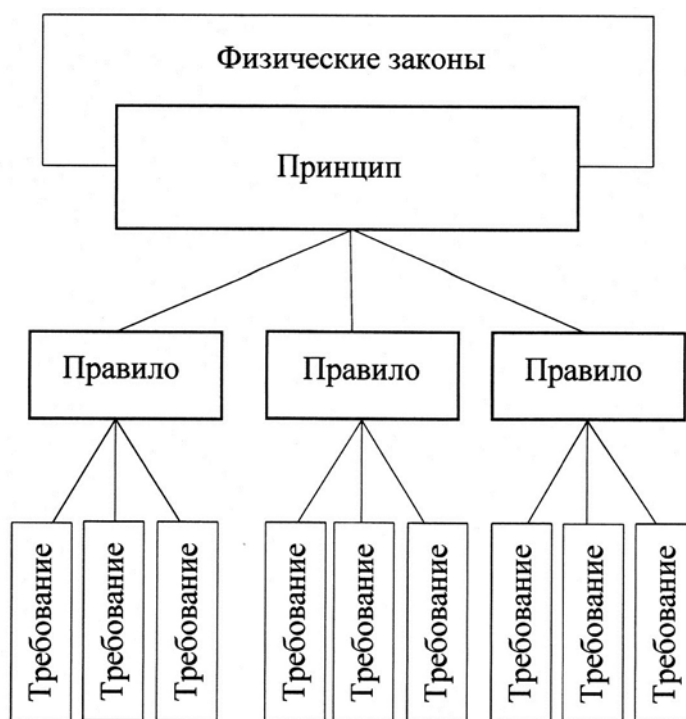 Физические законы
Принцип
Правило
Правило
Правило
Требование
Требование
Требование
Требование
Требование
Требование
Требование
Требование
Требование